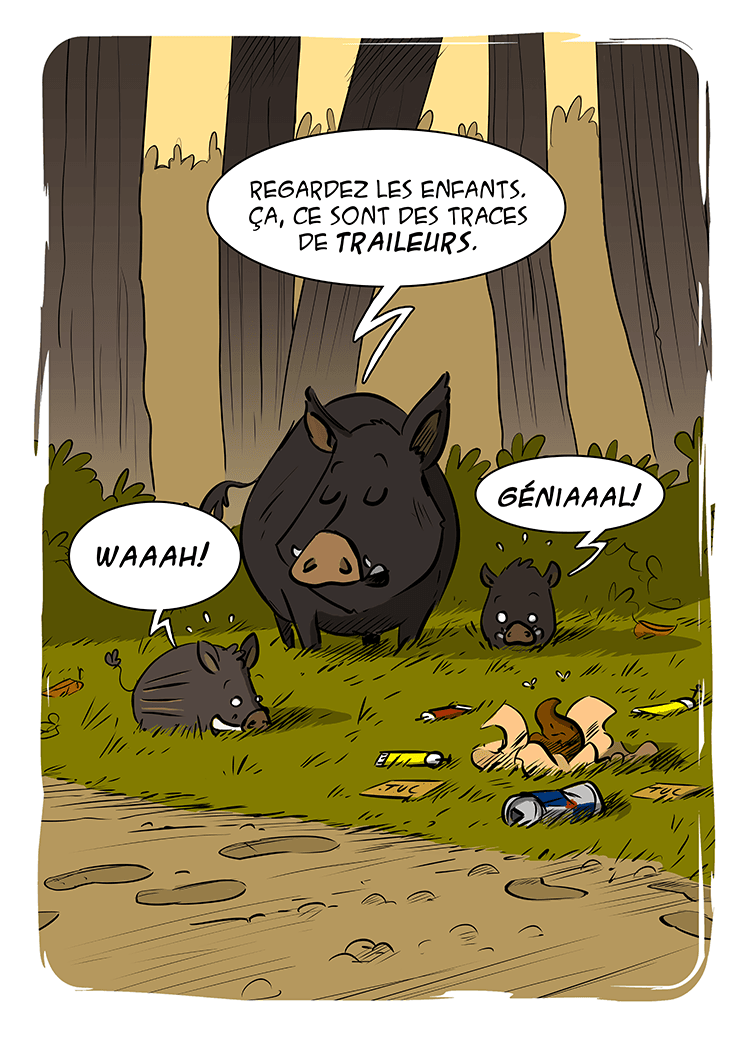 REGARDEZ LES ENFANTS.
ÇA, CE SONT DES TRACES
DE TRAILEURS.
GÉNIAAAL!
WAAAH!
TUC
TUC